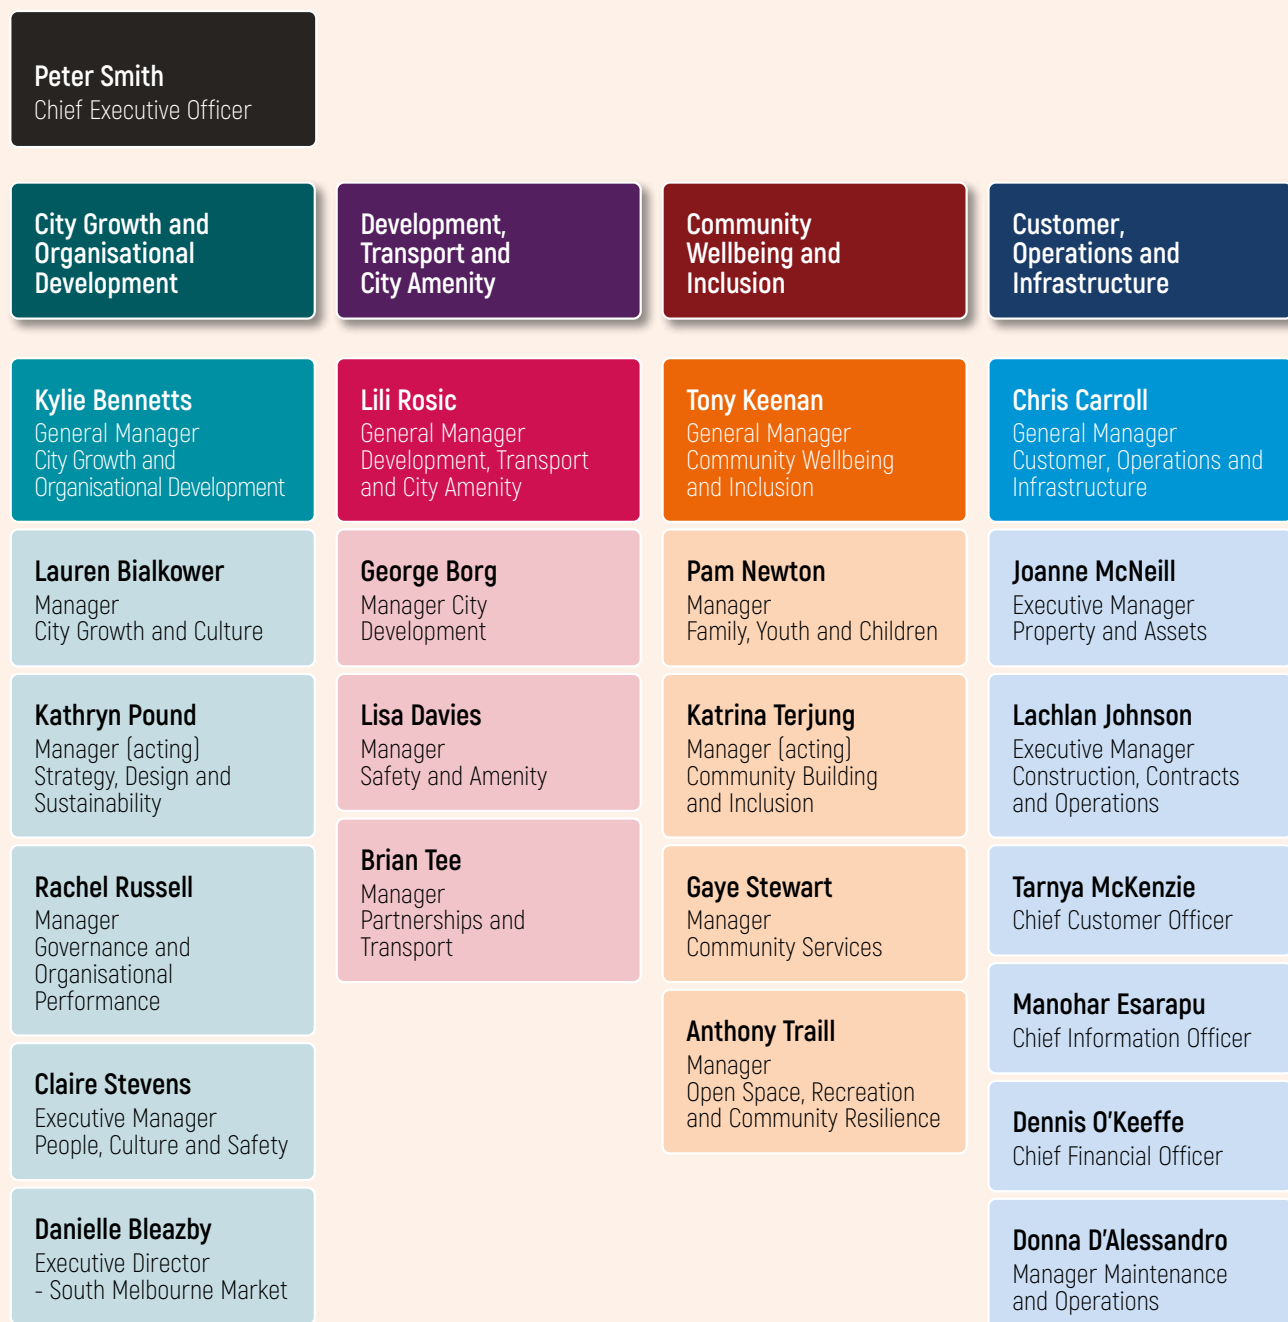 Peter Smith
Chief Executive Officer
City Growth and
Organisational
Development
Kylie Bennetts
General Manager
City Growth and
Organisational Development
Lauren Bialkower
Manager
City Growth and Culture
Kathryn Pound
Manager (acting)
Strategy, Design and
Sustainability
Rachel Russell
Manager
Governance and
Organisational
Performance
Claire Stevens
Executive Manager
People, Culture and Safety
Danielle Bleazby
Executive Director
- South Melbourne Market
Development,
Transport and
City Amenity
Lili Rosic
General Manager
Development, Transport
and City Amenity
George Borg
Manager City
Development
Lisa Davies
Manager
Safety and Amenity
Brian Tee
Manager
Partnerships and
Transport
Community
Wellbeing and
Inclusion
Tony Keenan
General Manager
Community Wellbeing
and Inclusion
Pam Newton
Manager
Family, Youth and Children
Katrina Terjung
Manager (acting)
Community Building
and Inclusion
Gaye Stewart
Manager
Community Services
Anthony Traill
Manager
Open Space, Recreation
and Community Resilience
Customer,
Operations and
Infrastructure
Chris Carroll
General Manager
Customer, Operations and
Infrastructure
Joanne McNeill
Executive Manager
Property and Assets
Lachlan Johnson
Executive Manager
Construction, Contracts
and Operations
Tarnya McKenzie
Chief Customer Officer
Manohar Esarapu
Chief Information Officer
Dennis O'Keeffe
Chief Financial Officer
Donna D'Alessandro
Manager Maintenance
and Operations